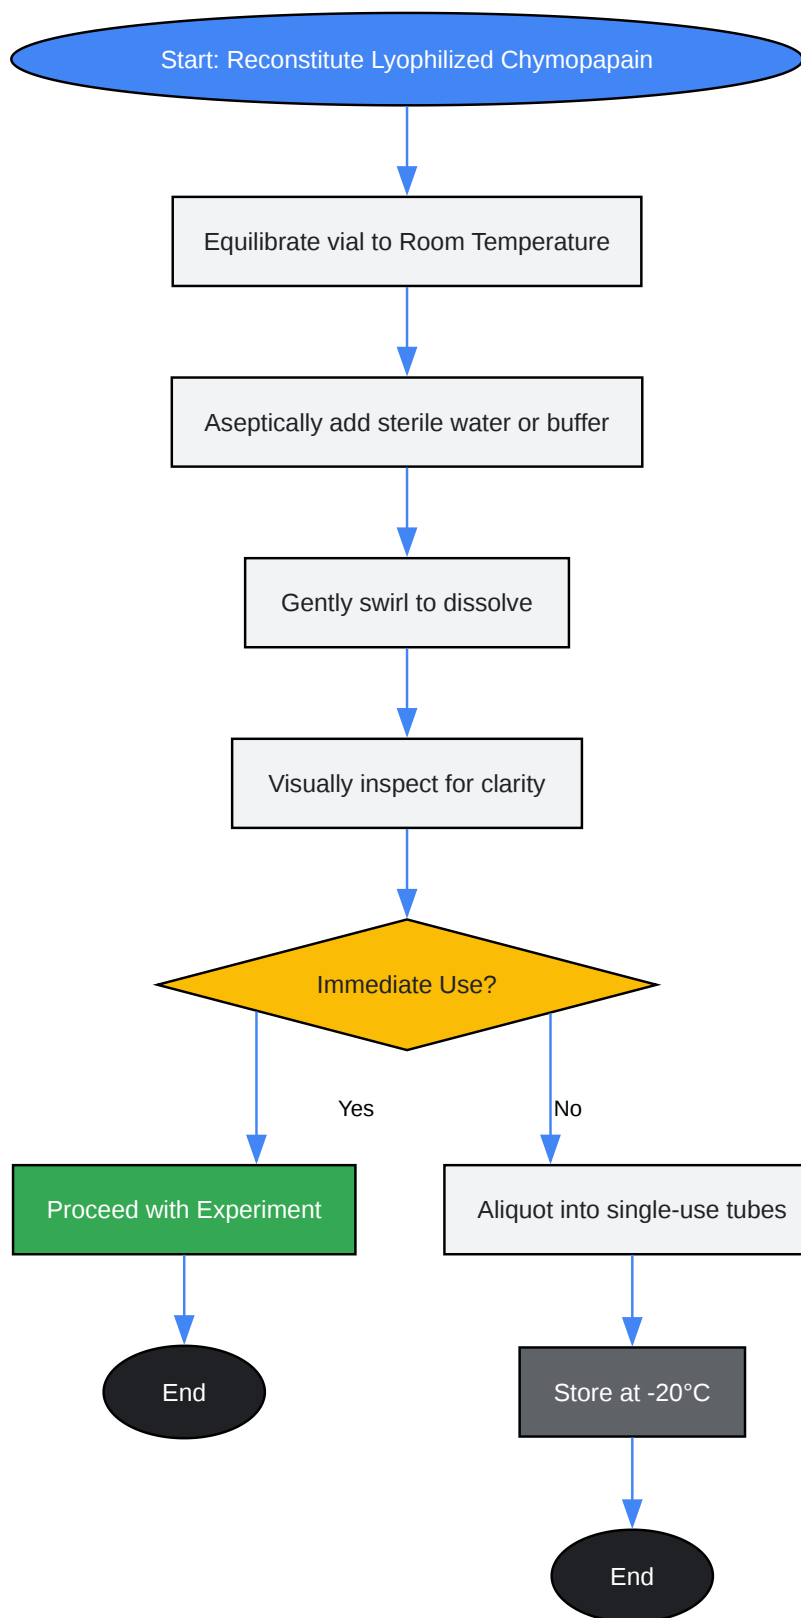 Start: Reconstitute Lyophilized Chymopapain
Equilibrate vial to Room Temperature
Aseptically add sterile water or buffer
Gently swirl to dissolve
Visually inspect for clarity
Immediate Use?
Yes
No
Proceed with Experiment
Aliquot into single-use tubes
End
Store at -20°C
End